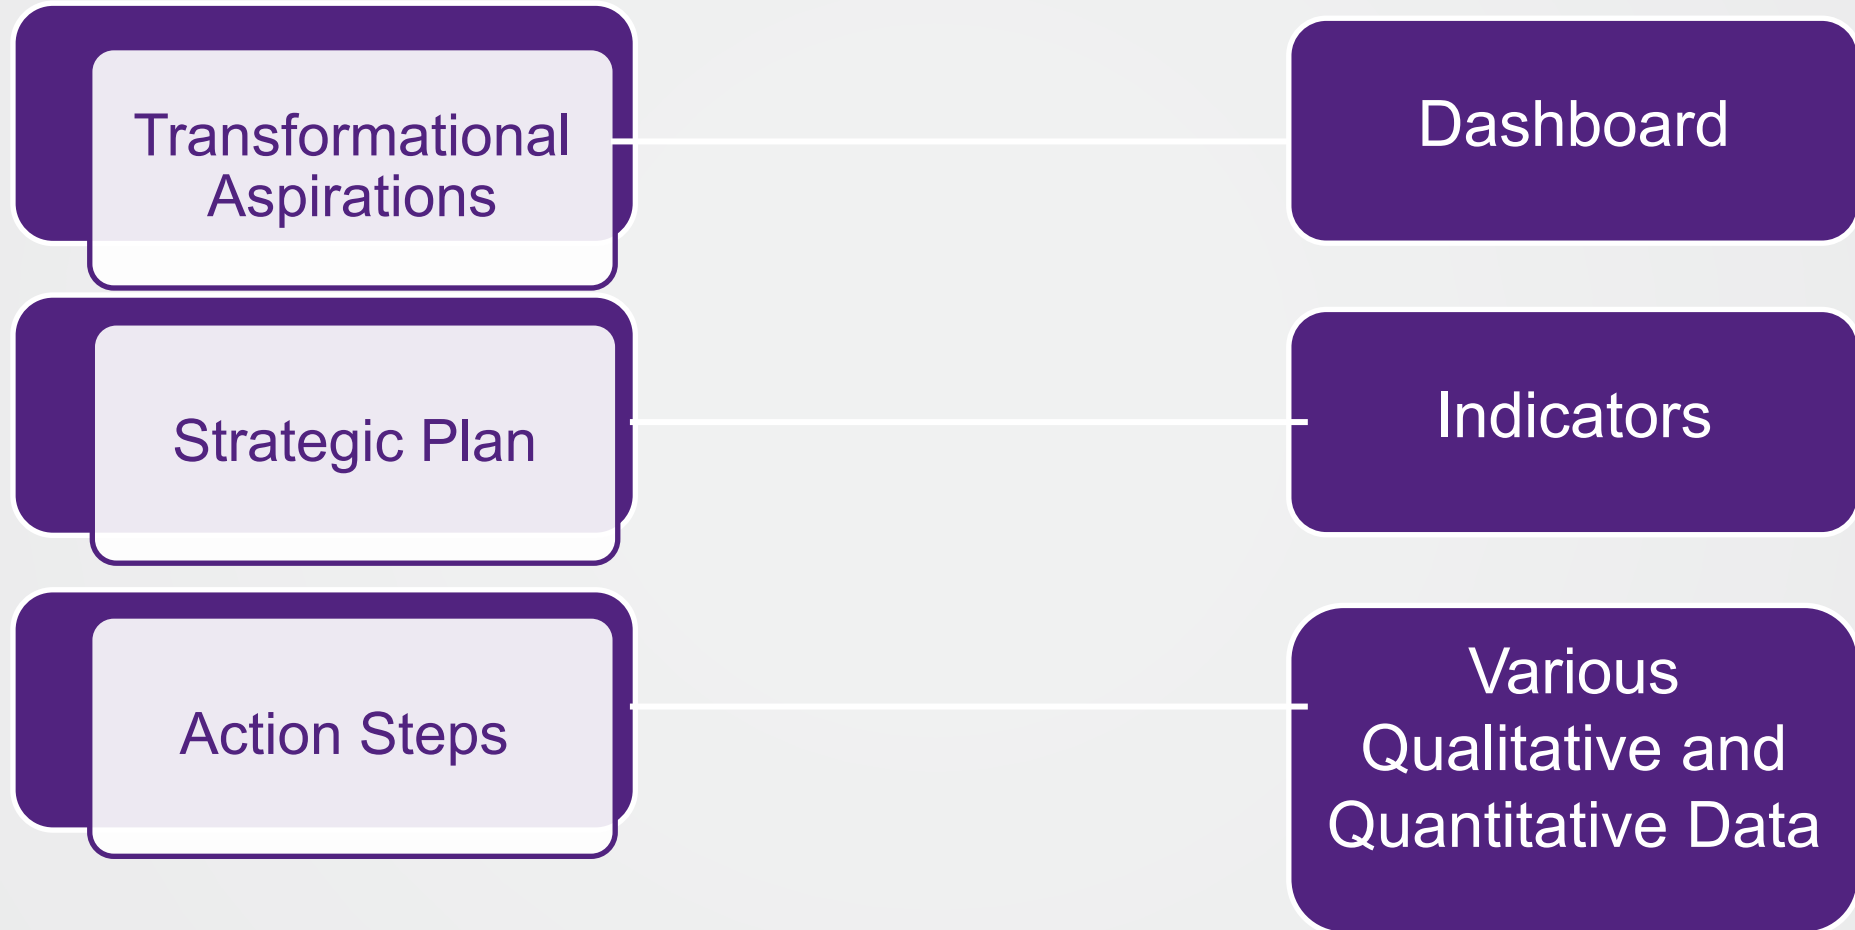 Transformational
Aspirations
Dashboard
Strategic Plan
Indicators
Action Steps
Various
Qualitative and
Quantitative Data